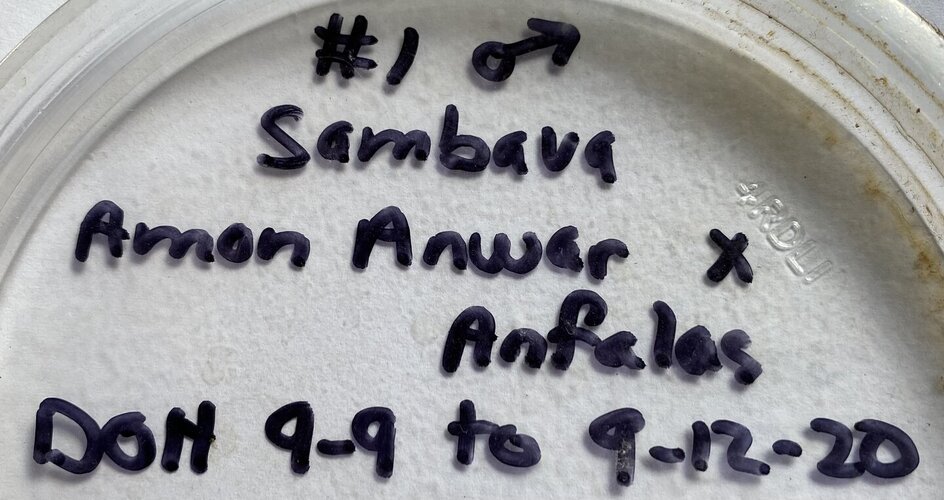 #1 ♂
Sambava
Amon Anwar x
Anfalas
DOH 9-9 to 9-12-20